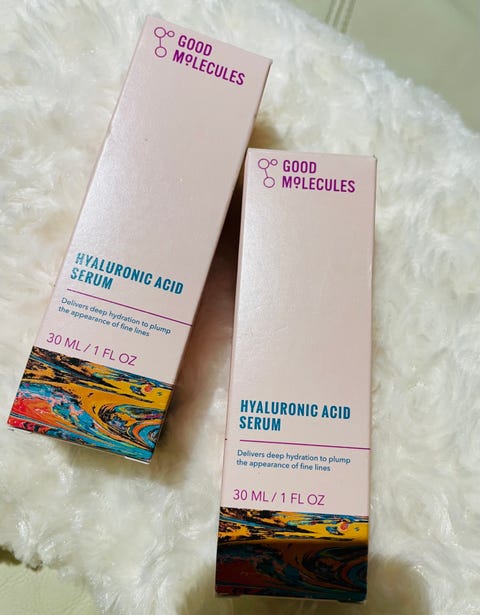 GOOD
MOLECULES
HYALURONIC ACID
SERUM
Delivers deep hydration to plump
the appearance of fine lines
30 ML / 1 FL OZ
GOOD
MOLECULES
HYALURONIC ACID
SERUM
Delivers deep hydration to plump
the appearance of fine lines
30 ML / 1 FL OZ